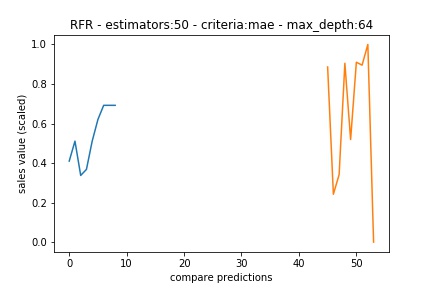 RFR - estimators:50 - criteria:mae - max_depth:64
1.0
0.8
0.6
0.4
0.2
0.0
sales value (scaled)
0 10 20 30 40 50
compare predictions